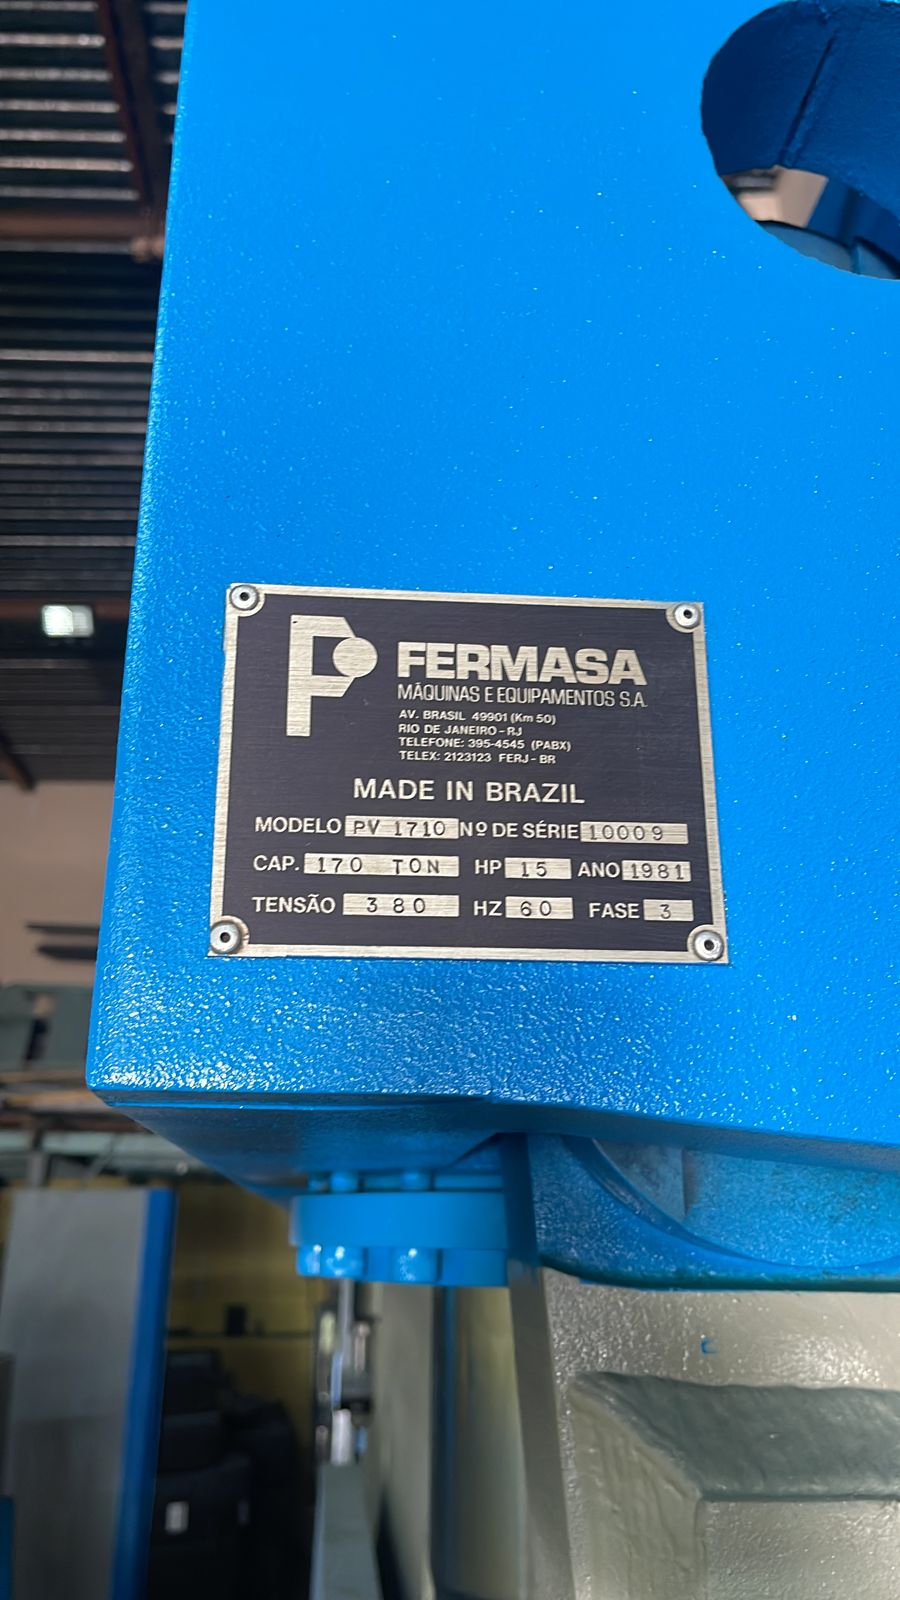 FERMASA
MÁQUINAS E EQUIPAMENTOS S.A.
AV. BRASIL 49901 (Km 50)
RIO DE JANEIRO - RJ
TELEFONE: 395-4545 (PABX)
TELEX: 2123123 FERJ - BR
MADE IN BRAZIL
MODELO PV 1710 Nº DE SÉRIE 10009
CAP. 170 TON HP 15 ANO 1981
TENSÃO 380 HZ 60 FASE 3